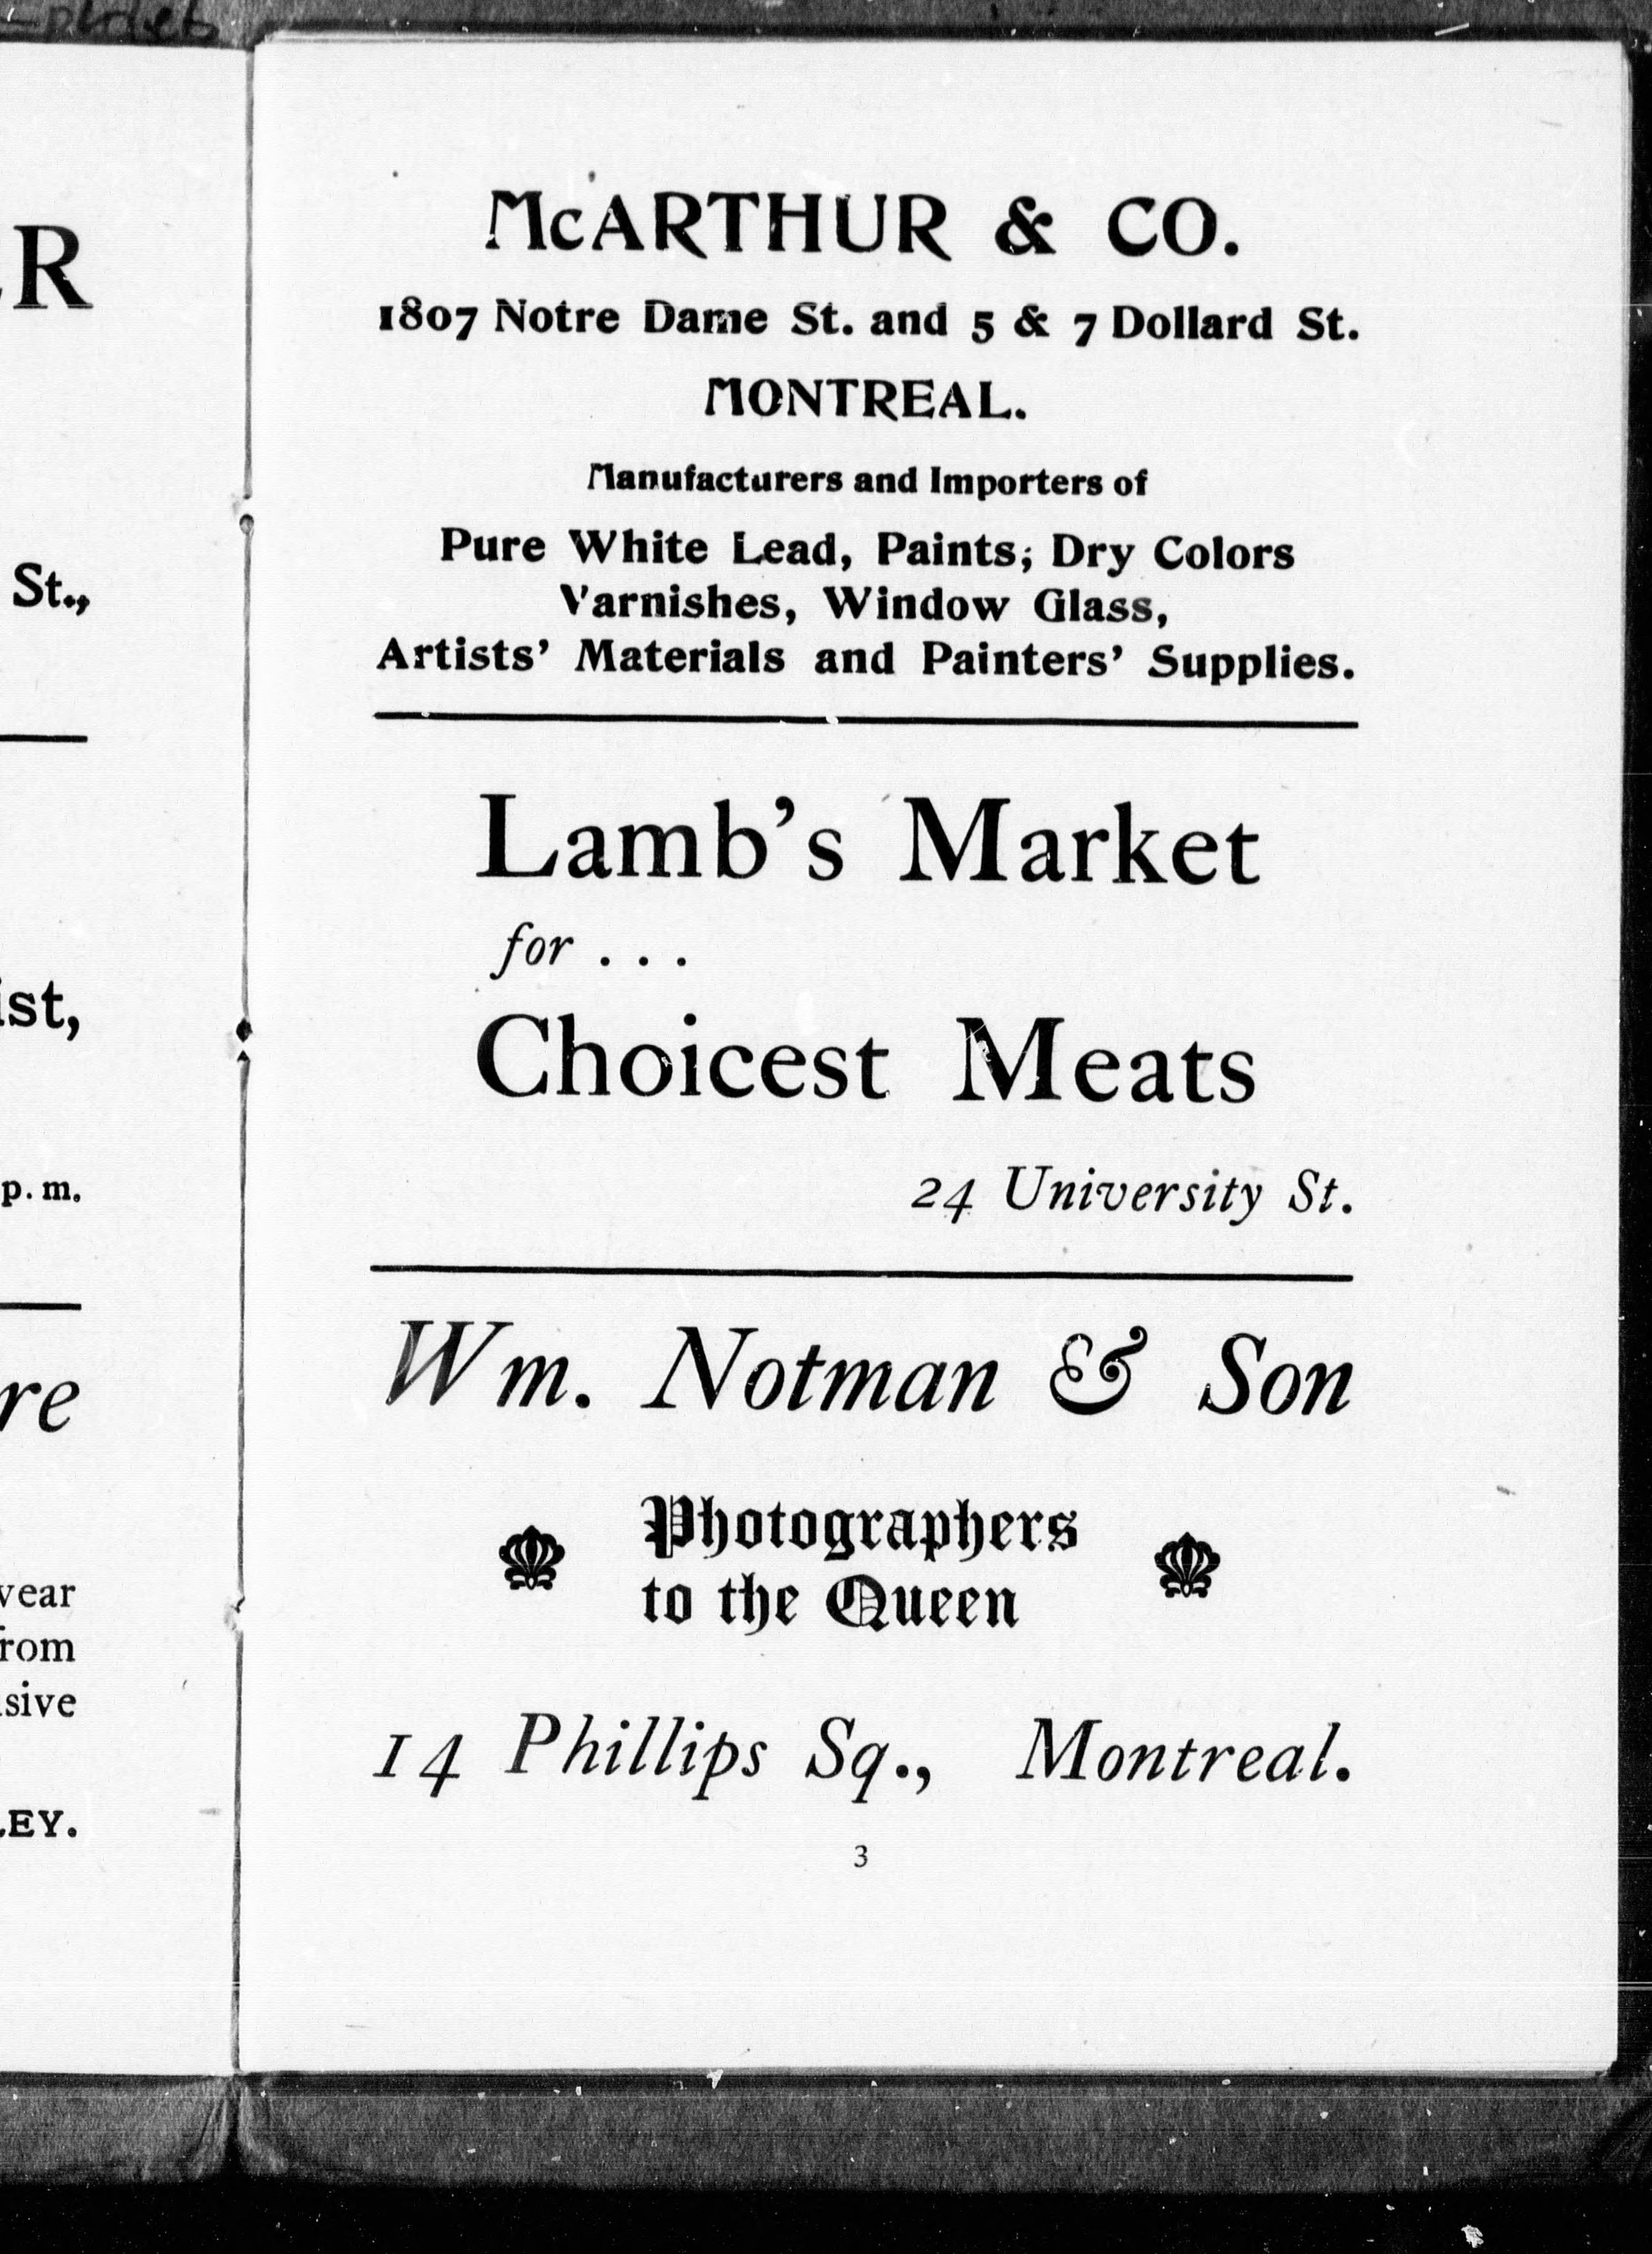 McARTHUR & CO.
1807 Notre Dame St. and 5 & 7 Dollard St.
MONTREAL.
Manufacturers and Importers of
Pure White Lead, Paints, Dry Colors
Varnishes, Window Glass,
Artists' Materials and Painters' Supplies.
Lamb's Market
for . . .
Choicest Meats
24 University St.
Wm. Notman & Son
Photographers
to the Queen
14 Phillips Sq., Montreal.
3
R
St.,
ist,
p. m.
re
rom
sive
EY.